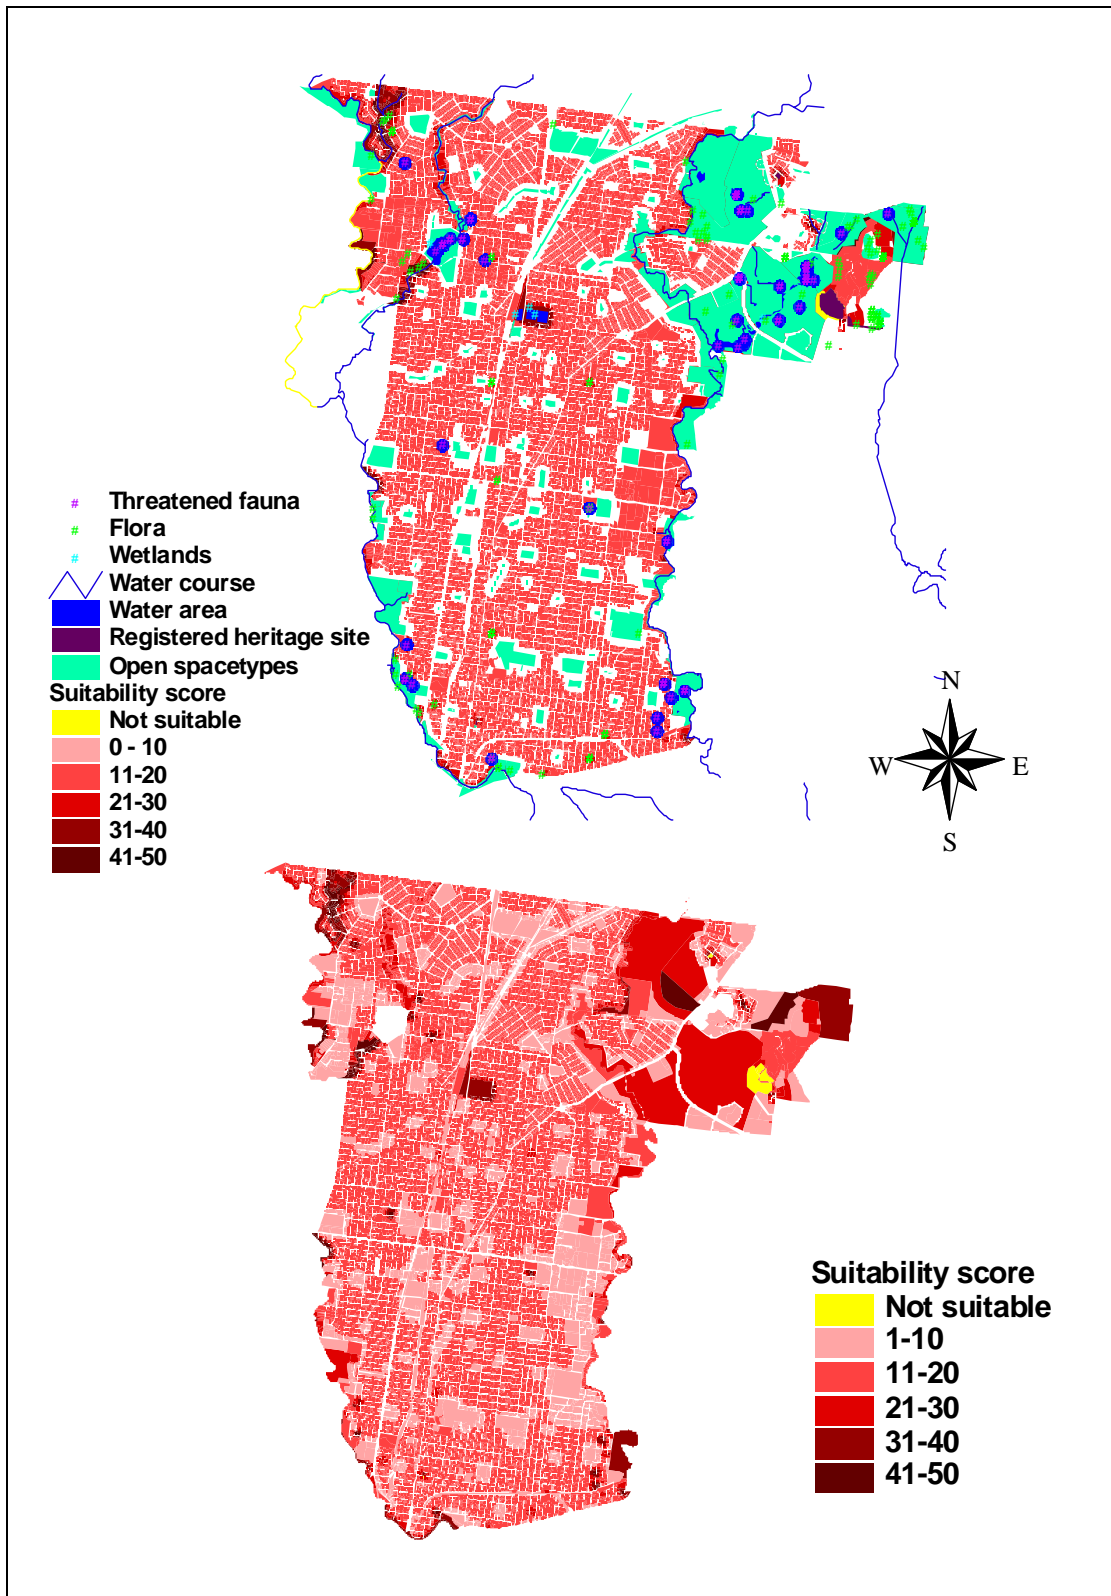 # Threatened fauna
# Flora
# Wetlands
Water course
Water area
Registered heritage site
Open spacetypes
Suitability score
Not suitable
0 - 10
11-20
21-30
31-40
41-50
N
W E
S
Suitability score
Not suitable
1-10
11-20
21-30
31-40
41-50